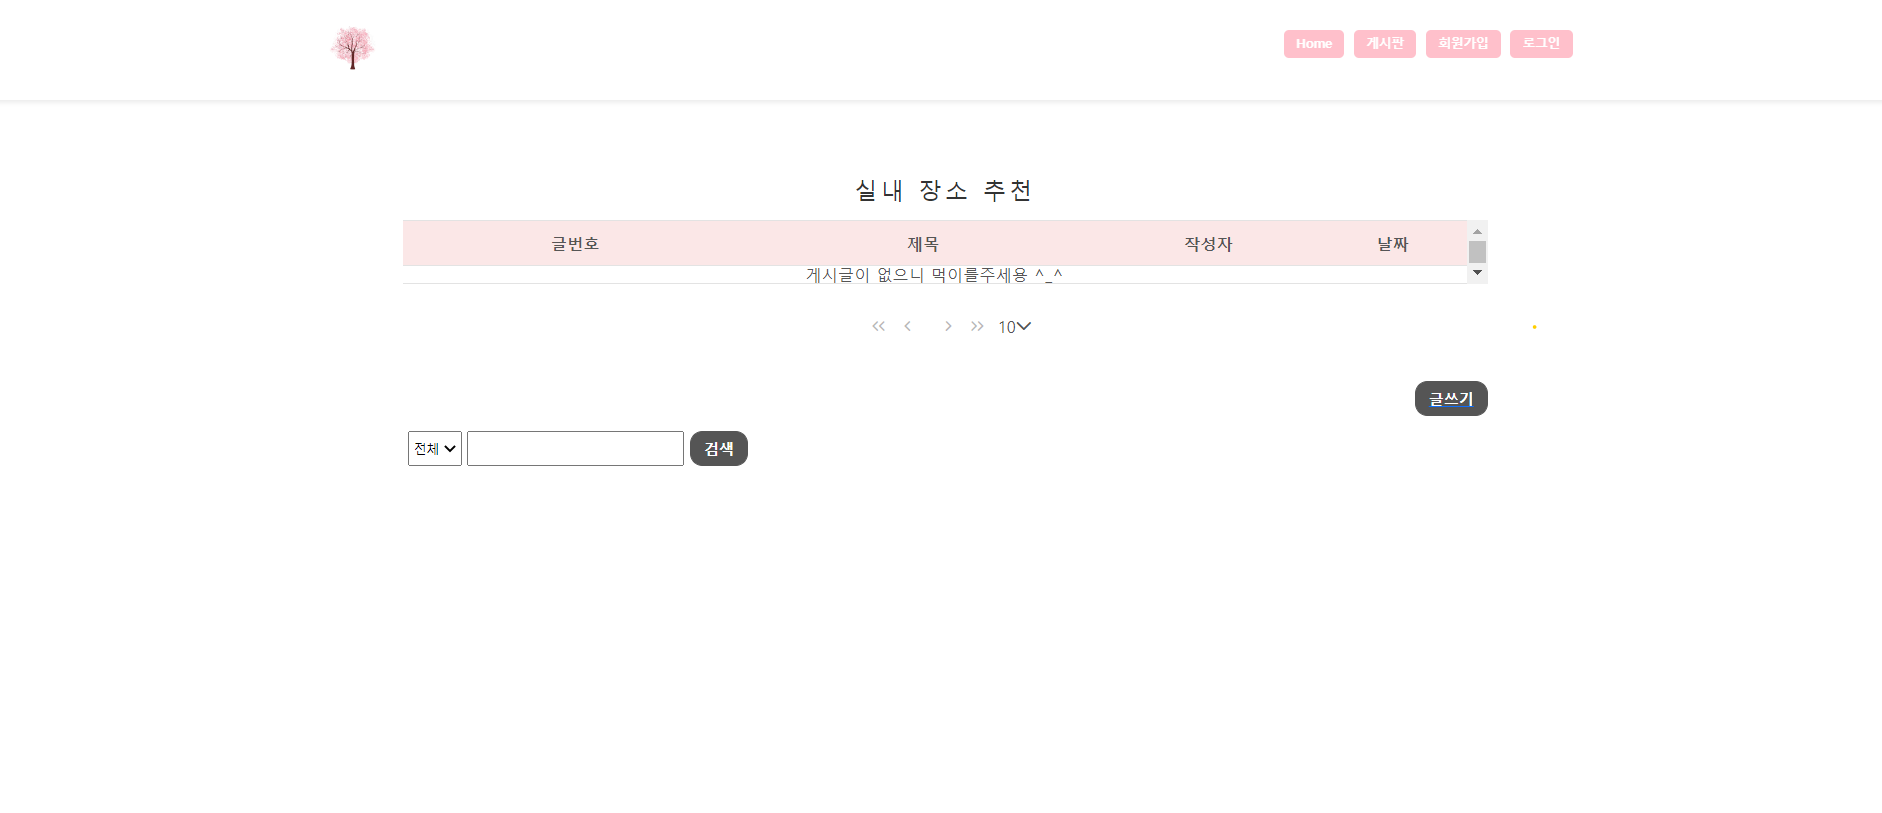 Home 게시판 회원가입 로그인
실내 장소 추천
글번호 제목 작성자 날짜
게시글이 없으니 먹이를주세용 ^_^
10
글쓰기
전체 검색